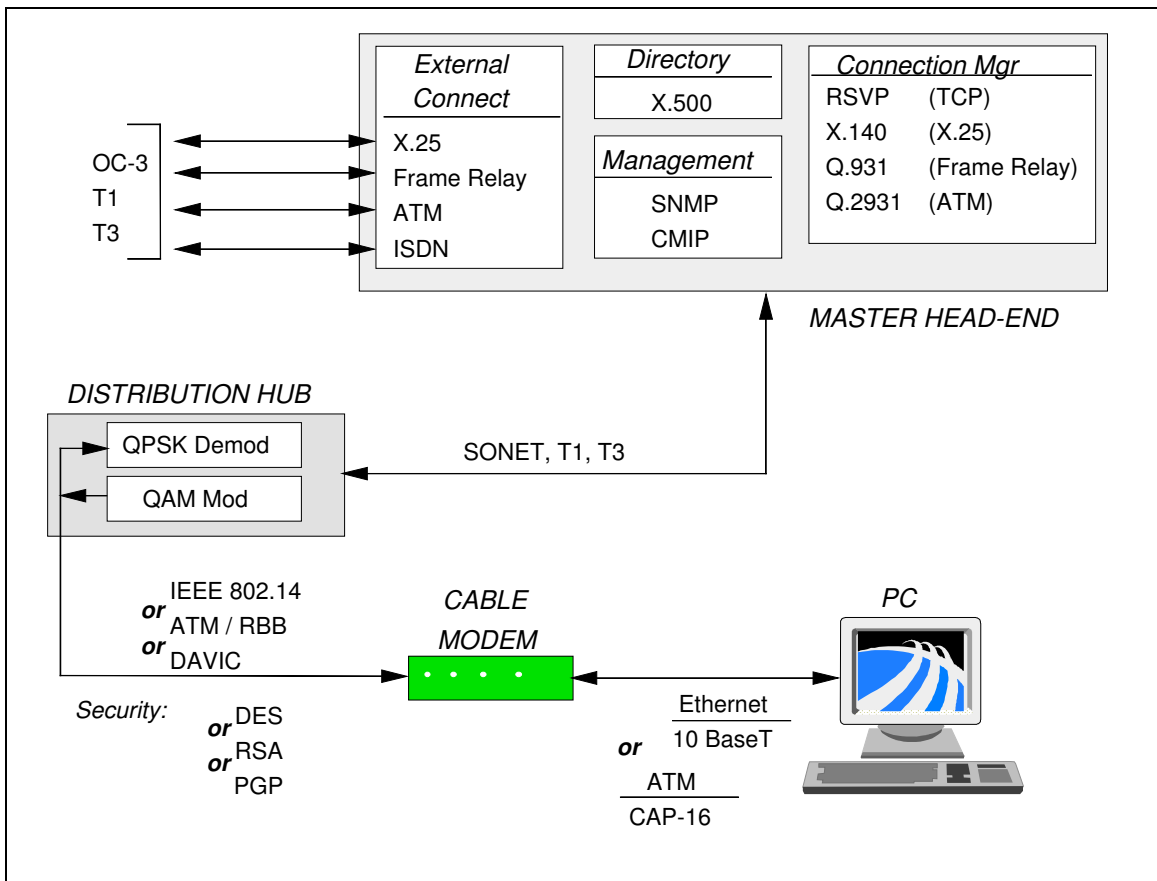 External
Connect
X.25
Frame Relay
ATM
ISDN
Directory
X.500
Management
SNMP
CMIP
Connection Mgr
RSVP (TCP)
X.140 (X.25)
Q.931 (Frame Relay)
Q.2931 (ATM)
OC-3
T1
T3
MASTER HEAD-END
DISTRIBUTION HUB
QPSK Demod
QAM Mod
SONET, T1, T3
IEEE 802.14
or
ATM / RBB
or
DAVIC
CABLE
MODEM
PC
Security:
DES
or
RSA
or
PGP
Ethernet
10 BaseT
or
ATM
CAP-16